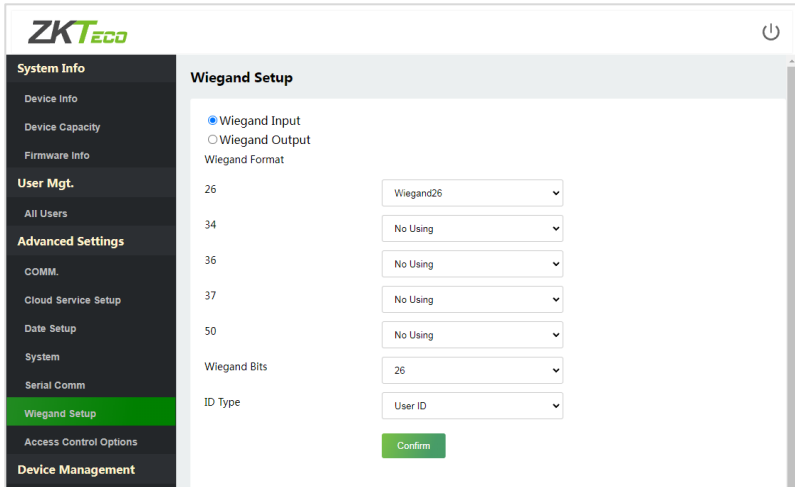 ZKTECO
System Info
Device Info
Device Capacity
Firmware Info
User Mgt.
All Users
Advanced Settings
COMM.
Cloud Service Setup
Date Setup
System
Serial Comm
Wiegand Setup
Access Control Options
Device Management
Wiegand Setup
Wiegand Input
Wiegand Output
Wiegand Format
26 Wiegand26
34 No Using
36 No Using
37 No Using
50 No Using
Wiegand Bits 26
ID Type User ID
Confirm